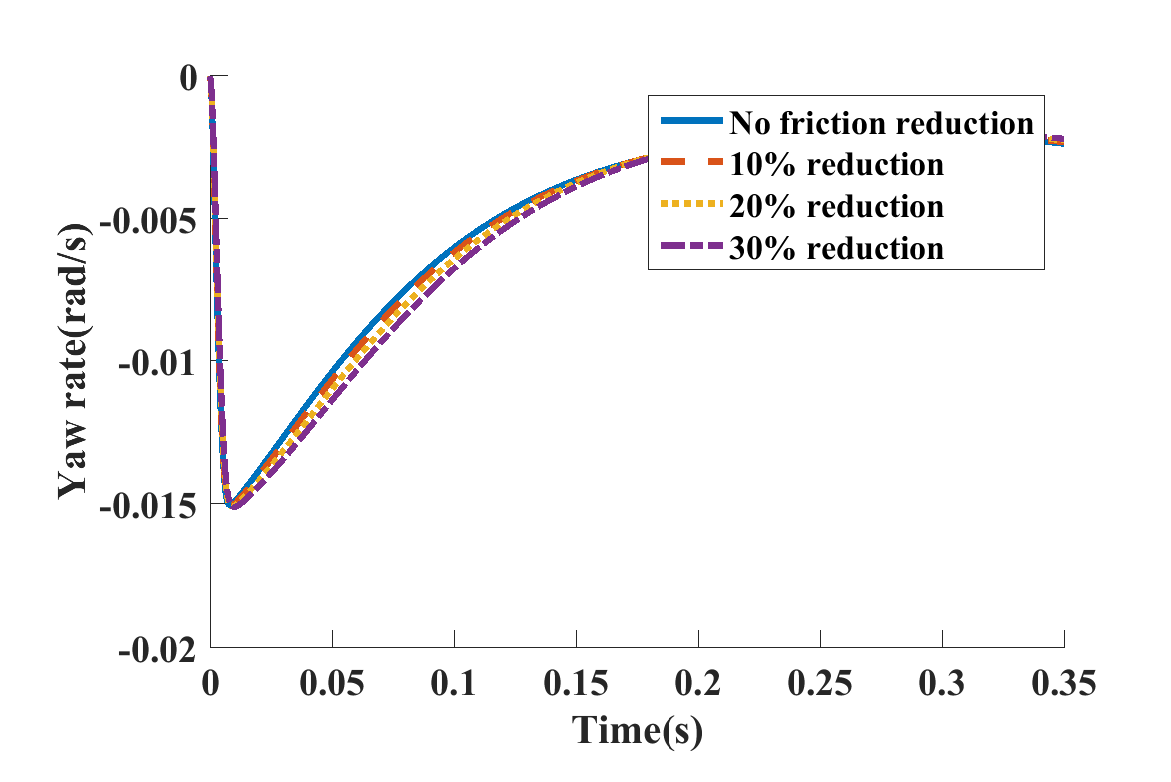 0
-0.005
-0.01
-0.015
-0.02
Yaw rate(rad/s)
No friction reduction
10% reduction
20% reduction
30% reduction
0 0.05 0.1 0.15 0.2 0.25 0.3 0.35
Time(s)